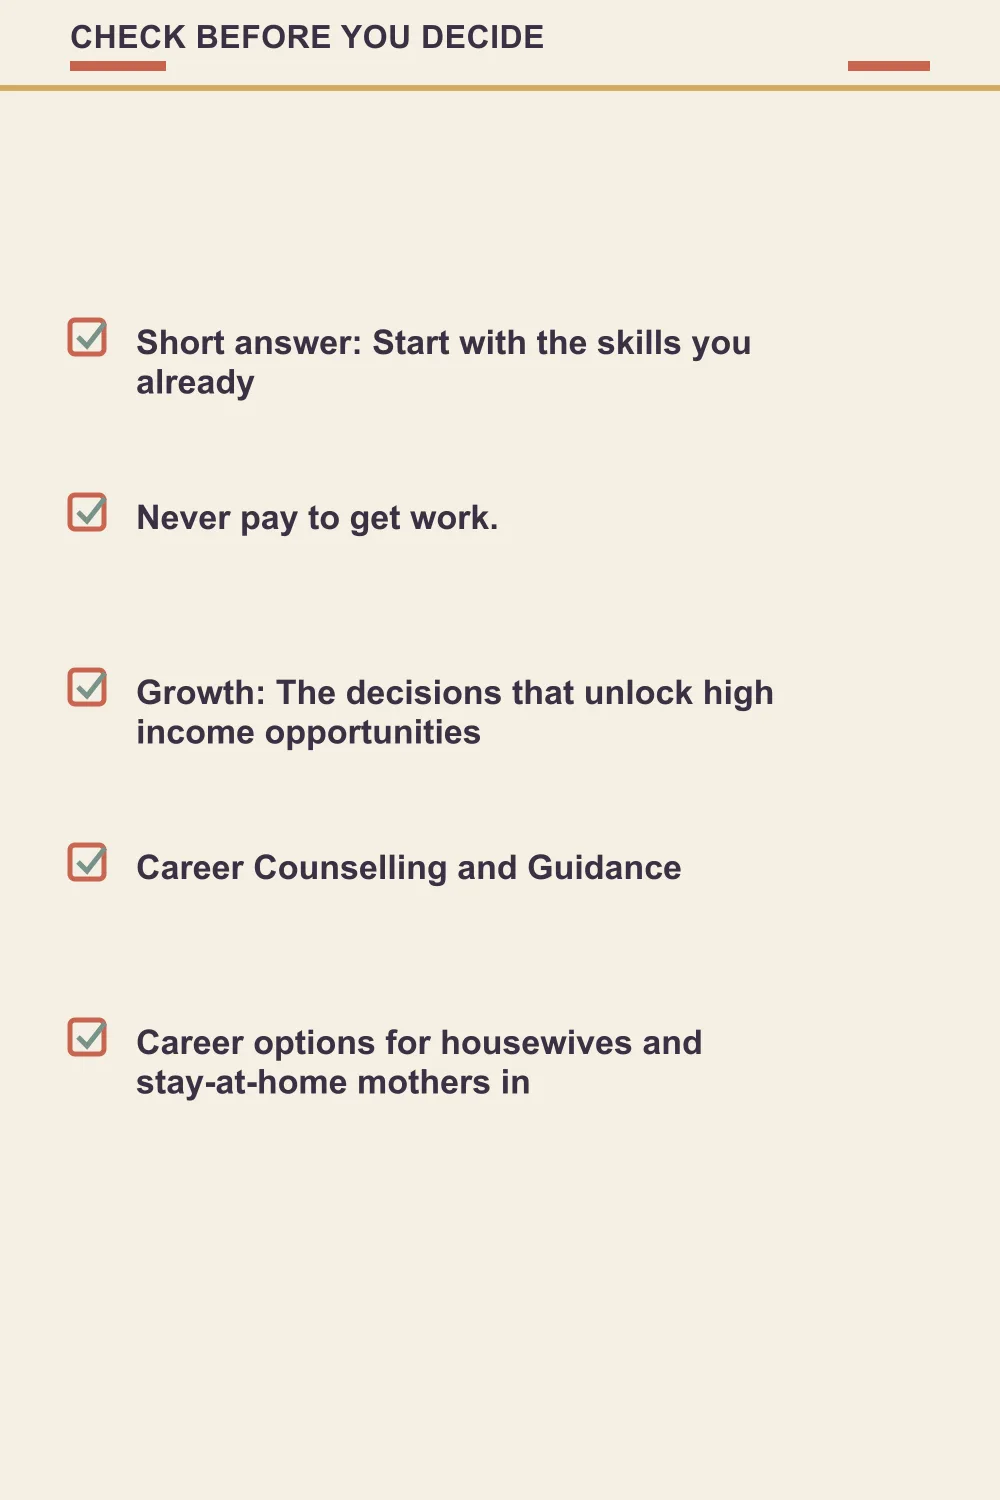 CHECK BEFORE YOU DECIDE
Short answer: Start with the skills you
already
Never pay to get work.
Growth: The decisions that unlock high
income opportunities
Career Counselling and Guidance
Career options for housewives and
stay-at-home mothers in